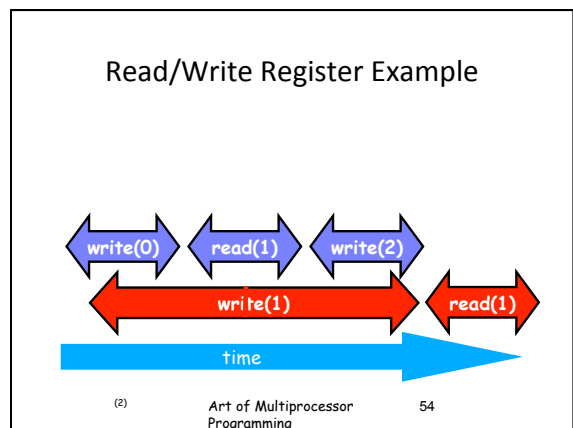 Read/Write Register Example
write(0) read(1) write(2)
write(1) read(1)
time
(2) Art of Multiprocessor 54
Programming